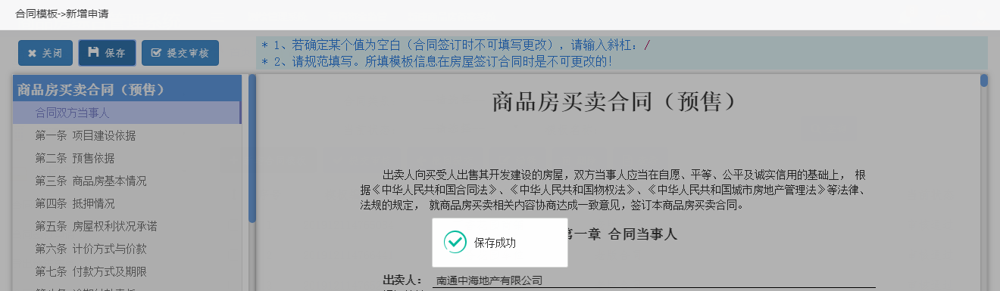 合同模板->新增申请
关闭 保存 提交审核
* 1、若确定某个值为空白（合同签订时不可填写更改），请输入斜杠：/
* 2、请规范填写。所填模板信息在房屋签订合同时是不可更改的!
商品房买卖合同（预售）
合同双方当事人
第一条 项目建设依据
第二条 预售依据
第三条 商品房基本情况
第四条 抵押情况
第五条 房屋权利状况承诺
第六条 计价方式与价款
第七条 付款方式及期限
商品房买卖合同（预售）
出卖人向买受人出售其开发建设的房屋，双方当事人应当在自愿、平等、公平及诚实信用的基础上， 根
据《中华人民共和国合同法》、《中华人民共和国物权法》、《中华人民共和国城市房地产管理法》等法律、
法规的规定， 就商品房买卖相关内容协商达成一致意见，签订本商品房买卖合同。
第一章 合同当事人
保存成功
出卖人： 南通中海地产有限公司